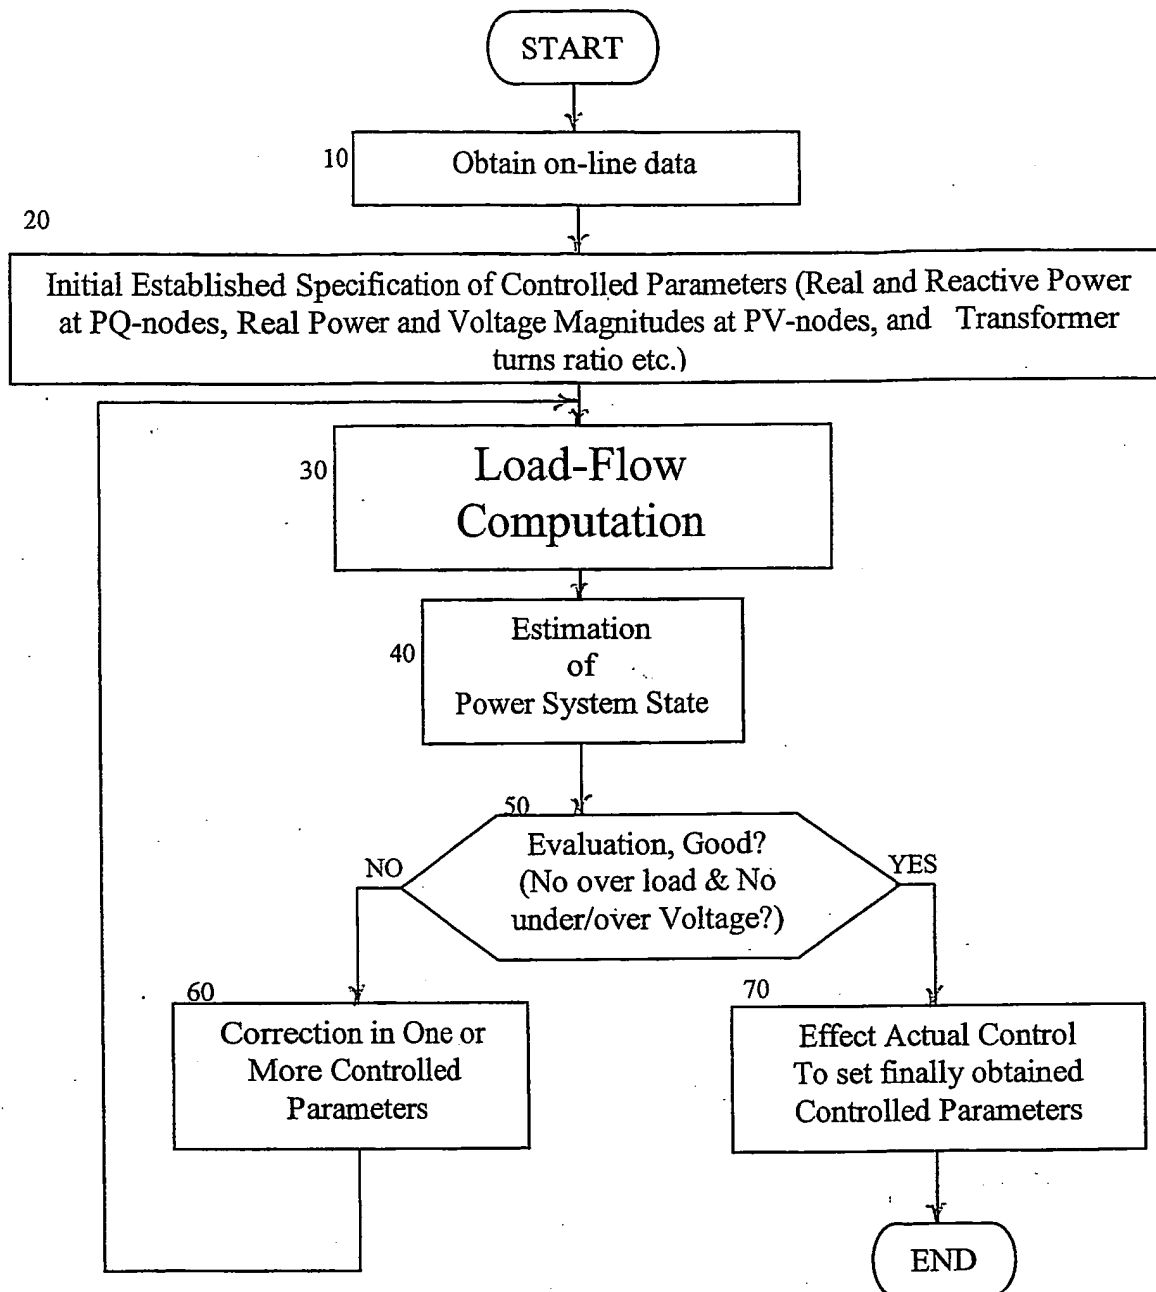 START
10
Obtain on-line data
20
Initial Established Specification of Controlled Parameters (Real and Reactive Power
at PQ-nodes, Real Power and Voltage Magnitudes at PV-nodes, and Transformer
turns ratio etc.)
30
Load-Flow
Computation
40
Estimation
of
Power System State
50
Evaluation, Good?
(No over load & No
under/over Voltage?)
NO
YES
60
Correction in One or
More Controlled
Parameters
70
Effect Actual Control
To set finally obtained
Controlled Parameters
END